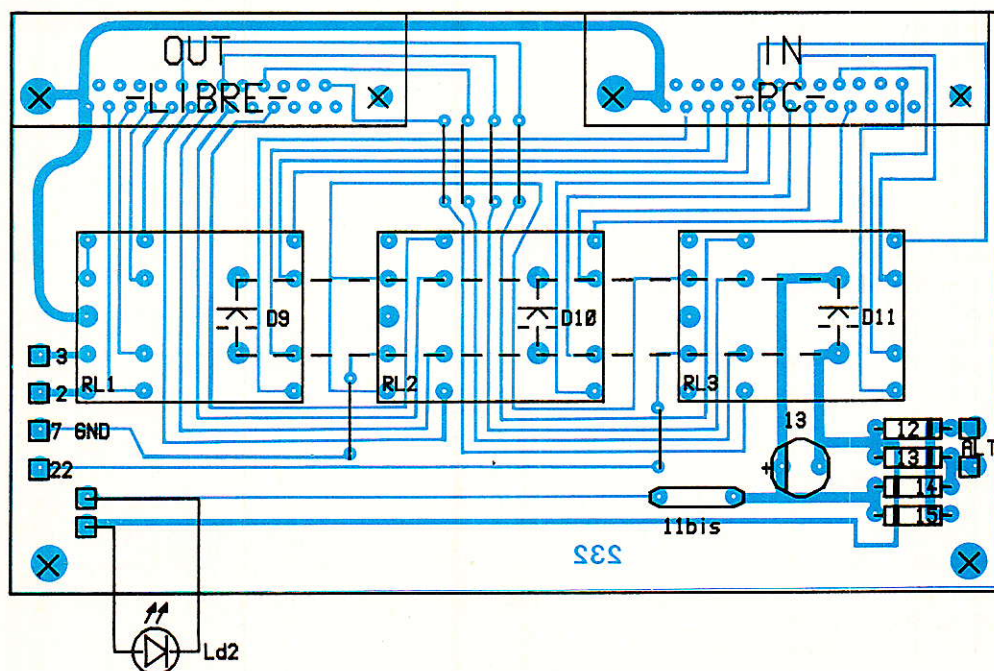 OUT
-LIBRE-
IN
-PC-
D9
D10
D11
RL1
RL2
RL3
3
2
7 GND
22
13
+
12
13
14
15
ALT
11bis
232
Ld2